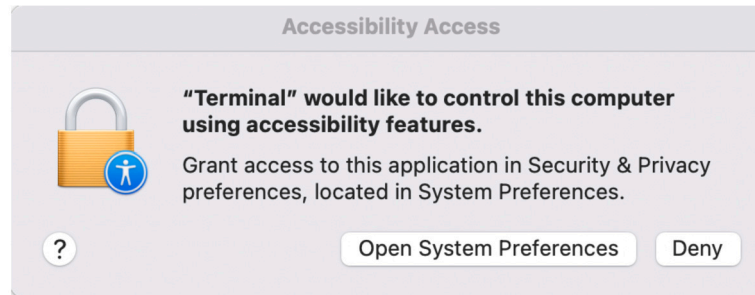 Accessibility Access
“Terminal” would like to control this computer
using accessibility features.
Grant access to this application in Security & Privacy
preferences, located in System Preferences.
?
Open System Preferences
Deny